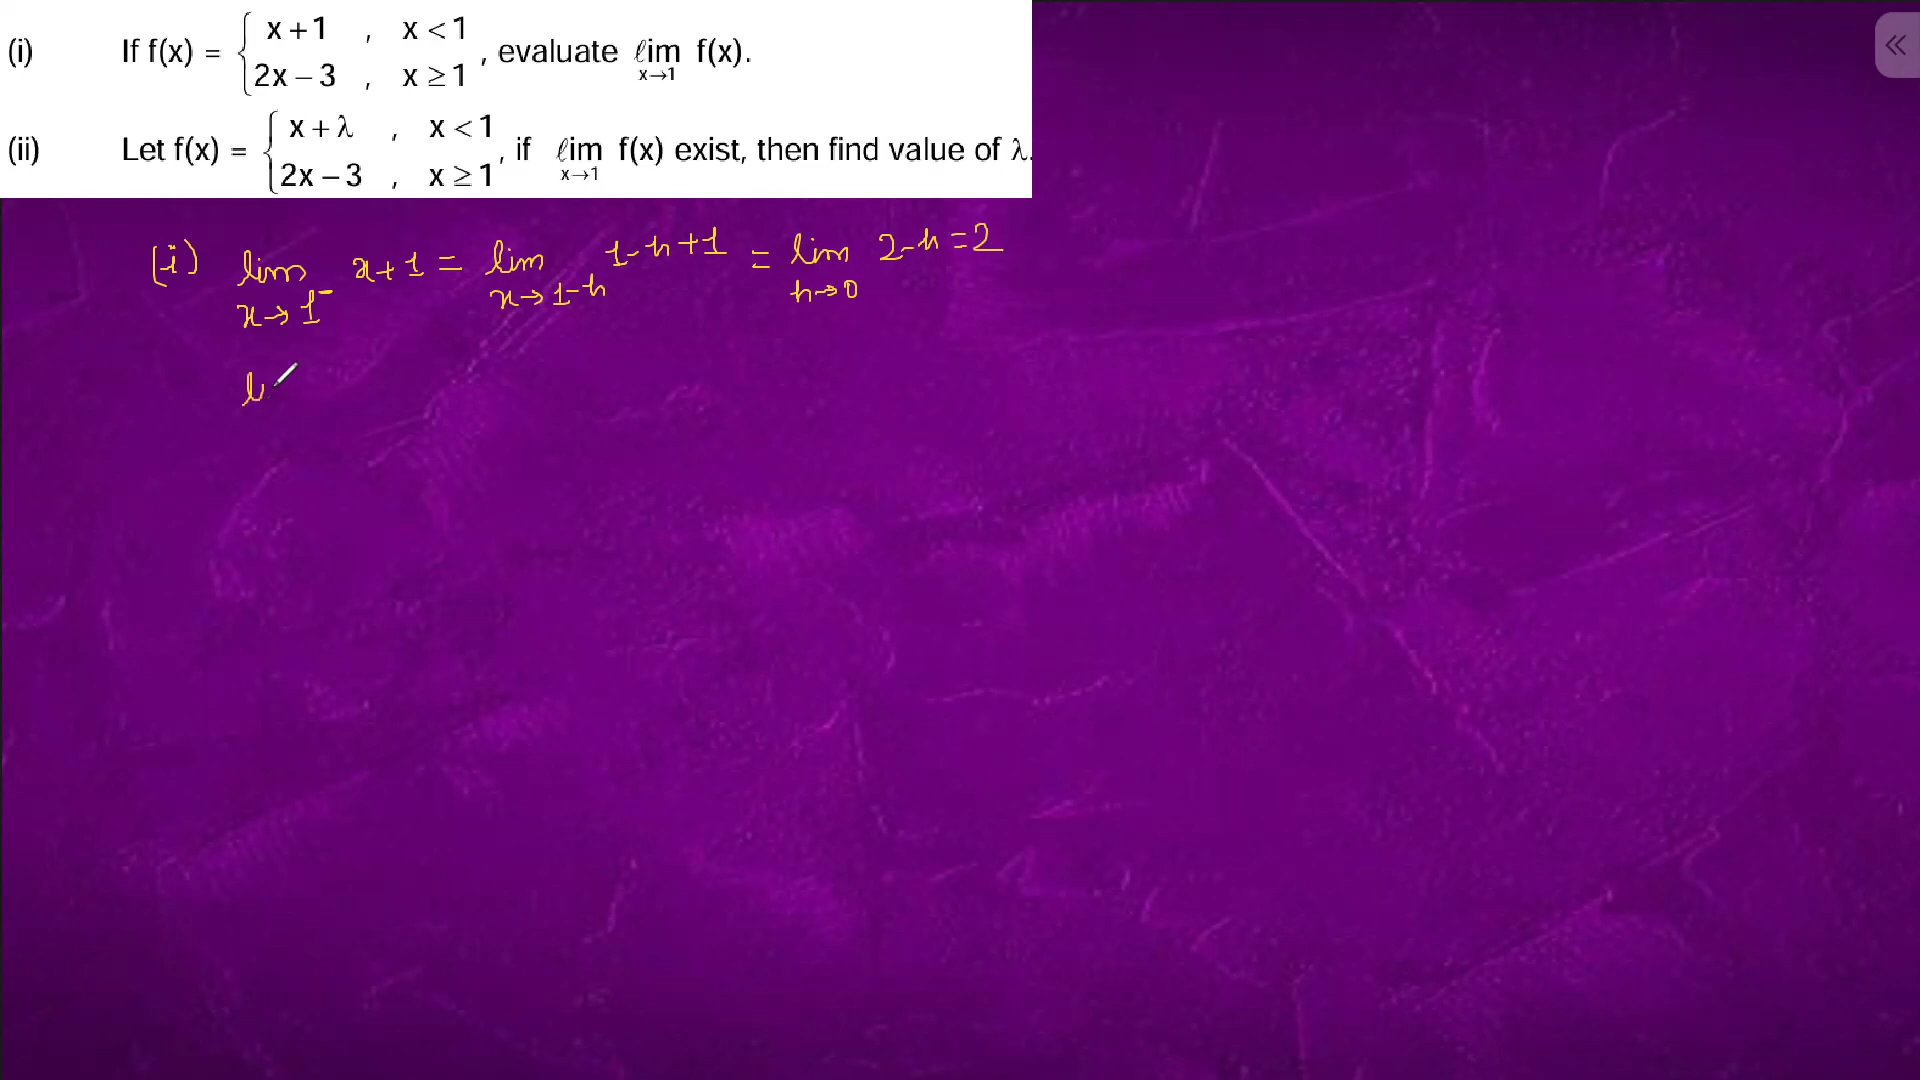 (i) If f(x) = { x+1 , x < 1
2x – 3 , x ≥ 1 , evaluate ℓim x→1 f(x).
(ii) Let f(x) = { x + λ , x < 1
2x – 3 , x ≥ 1 , if ℓim x→1 f(x) exist, then find value of λ.
(i) lim x→1⁻ x+1 = lim x→1-h 1-h+1 = lim h→0 2-h = 2